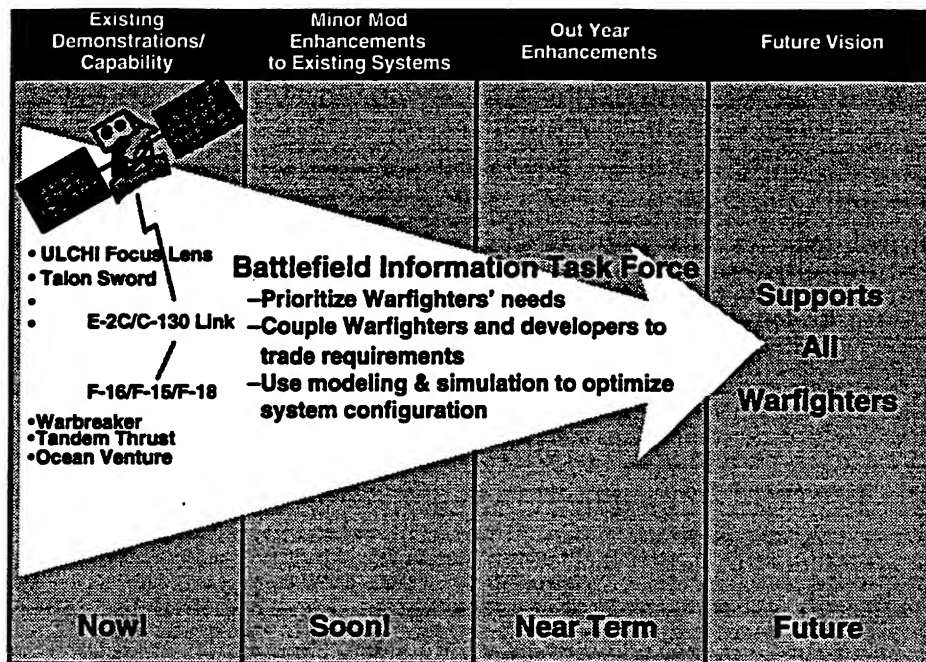 Existing
Demonstrations/
Capability
Minor Mod
Enhancements
to Existing Systems
Out Year
Enhancements
Future Vision
• ULCHI Focus Lens
• Talon Sword
•
•
E-2C/C-130 Link
F-16/F-15/F-18
•Warbreaker
•Tandem Thrust
•Ocean Venture
Battlefield Information Task Force
–Prioritize Warfighters' needs
–Couple Warfighters and developers to
trade requirements
–Use modeling & simulation to optimize
system configuration
Supports
All
Warfighters
Now!
Soon!
Near Term
Future